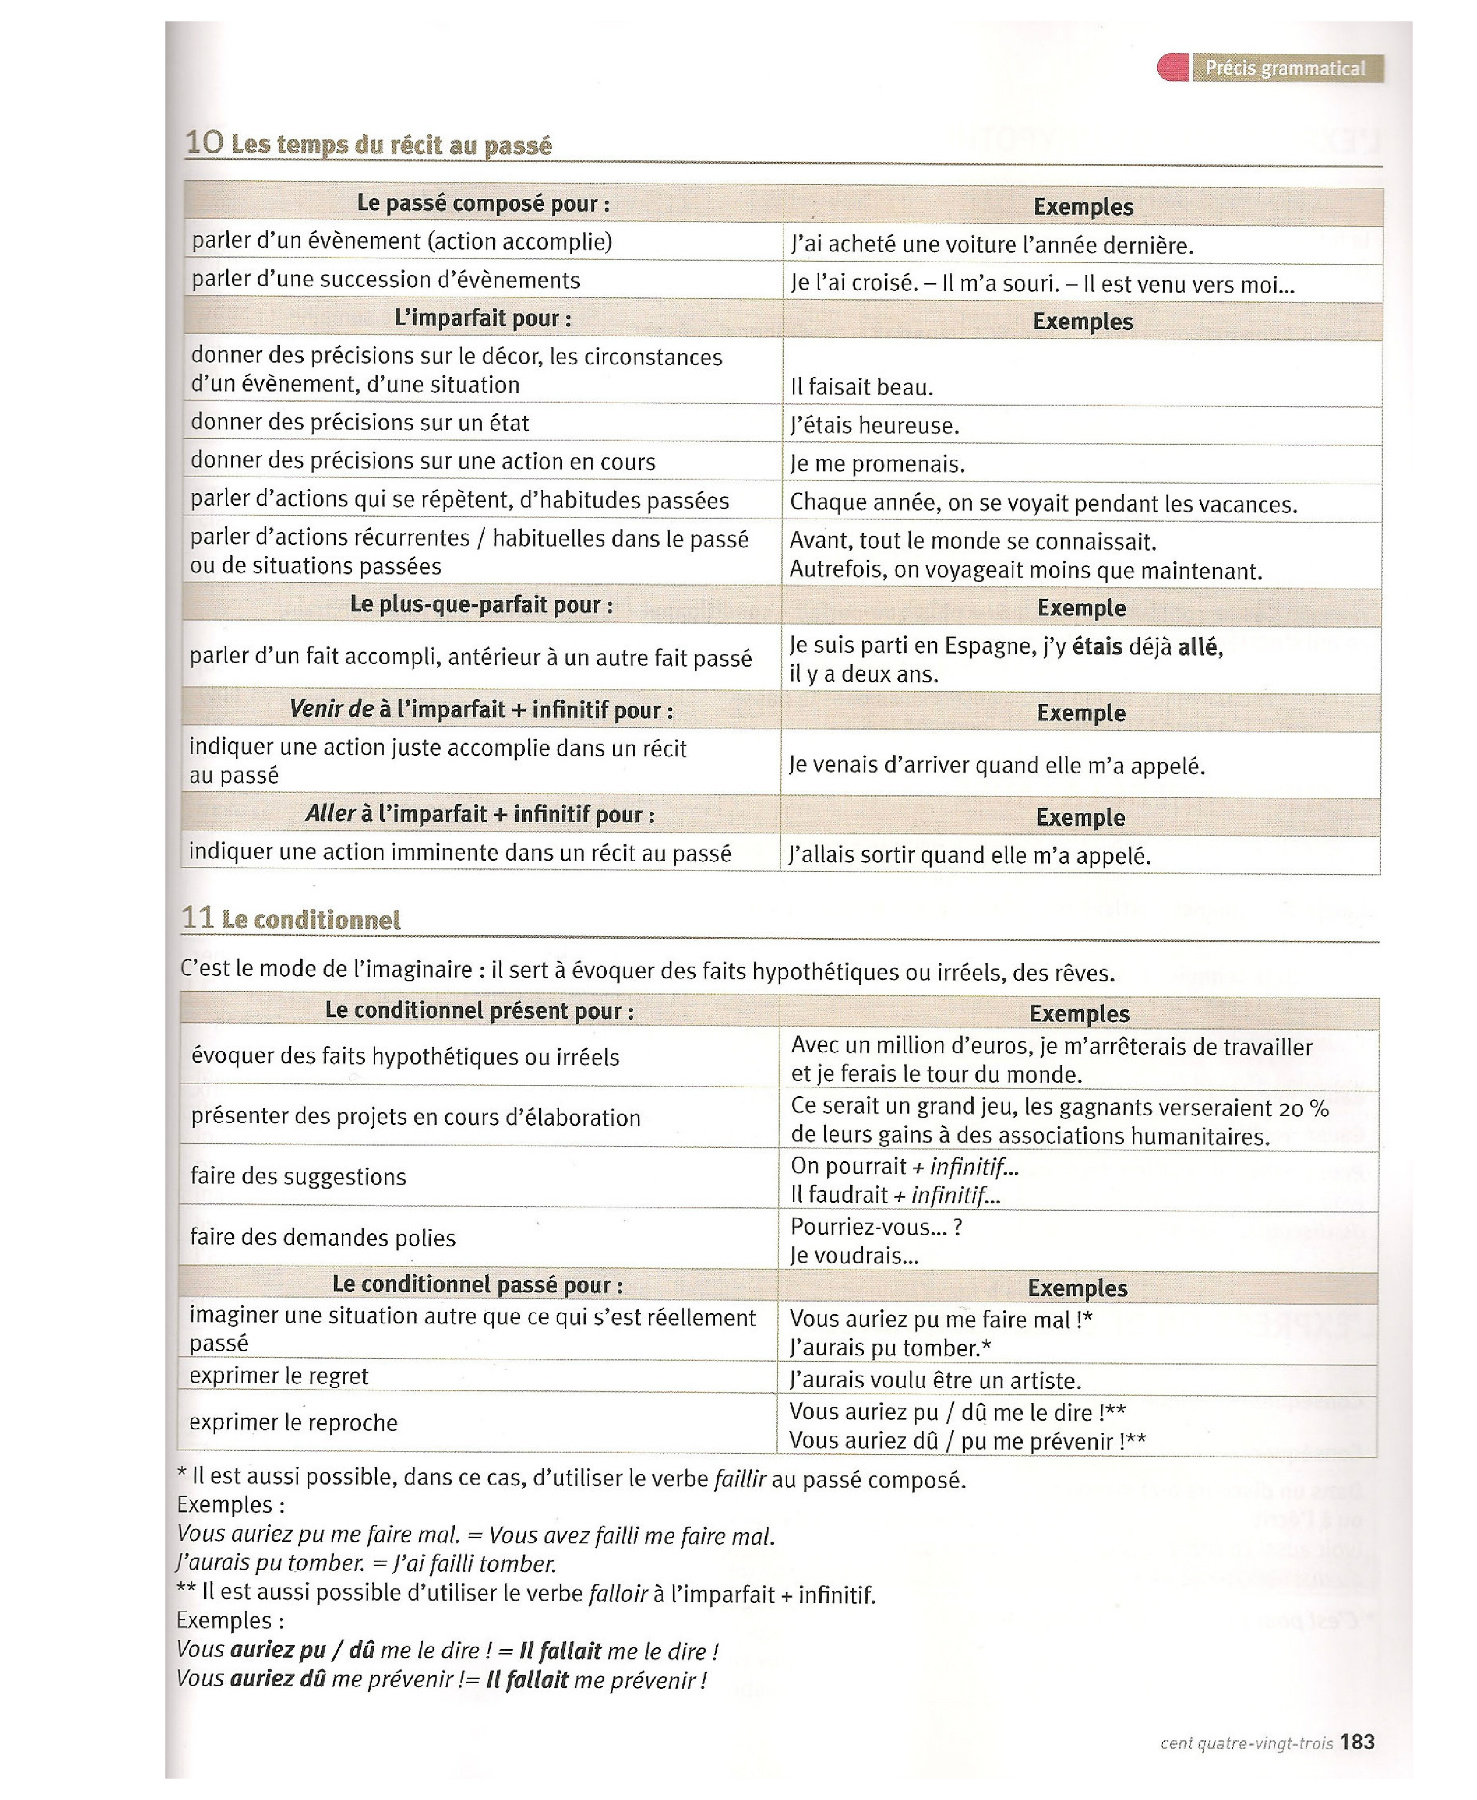 Précis grammatical
10 Les temps du récit au passé
Le passé composé pour :
Exemples
parler d'un évènement (action accomplie)
J'ai acheté une voiture l'année dernière.
parler d'une succession d'évènements
Je l'ai croisé. – Il m'a souri. – Il est venu vers moi...
L'imparfait pour :
Exemples
donner des précisions sur le décor, les circonstances
d'un évènement, d'une situation
Il faisait beau.
donner des précisions sur un état
J'étais heureuse.
donner des précisions sur une action en cours
Je me promenais.
parler d'actions qui se répètent, d'habitudes passées
Chaque année, on se voyait pendant les vacances.
parler d'actions récurrentes / habituelles dans le passé
ou de situations passées
Avant, tout le monde se connaissait.
Autrefois, on voyageait moins que maintenant.
Le plus-que-parfait pour :
Exemple
parler d'un fait accompli, antérieur à un autre fait passé
Je suis parti en Espagne, j'y étais déjà allé,
il y a deux ans.
Venir de à l'imparfait + infinitif pour :
Exemple
indiquer une action juste accomplie dans un récit
au passé
Je venais d'arriver quand elle m'a appelé.
Aller à l'imparfait + infinitif pour :
Exemple
indiquer une action imminente dans un récit au passé
J'allais sortir quand elle m'a appelé.
11 Le conditionnel
C'est le mode de l'imaginaire : il sert à évoquer des faits hypothétiques ou irréels, des rêves.
Le conditionnel présent pour :
Exemples
évoquer des faits hypothétiques ou irréels
Avec un million d'euros, je m'arrêterais de travailler
et je ferais le tour du monde.
présenter des projets en cours d'élaboration
Ce serait un grand jeu, les gagnants verseraient 20 %
de leurs gains à des associations humanitaires.
faire des suggestions
On pourrait + infinitif...
Il faudrait + infinitif...
faire des demandes polies
Pourriez-vous... ?
Je voudrais...
Le conditionnel passé pour :
Exemples
imaginer une situation autre que ce qui s'est réellement
passé
Vous auriez pu me faire mal !*
J'aurais pu tomber.*
exprimer le regret
J'aurais voulu être un artiste.
exprimer le reproche
Vous auriez pu / dû me le dire !**
Vous auriez dû / pu me prévenir !**
* Il est aussi possible, dans ce cas, d'utiliser le verbe faillir au passé composé.
Exemples :
Vous auriez pu me faire mal. = Vous avez failli me faire mal.
J'aurais pu tomber. = J'ai failli tomber.
** Il est aussi possible d'utiliser le verbe falloir à l'imparfait + infinitif.
Exemples :
Vous auriez pu / dû me le dire ! = Il fallait me le dire !
Vous auriez dû me prévenir != Il fallait me prévenir !
cent quatre-vingt-trois 183